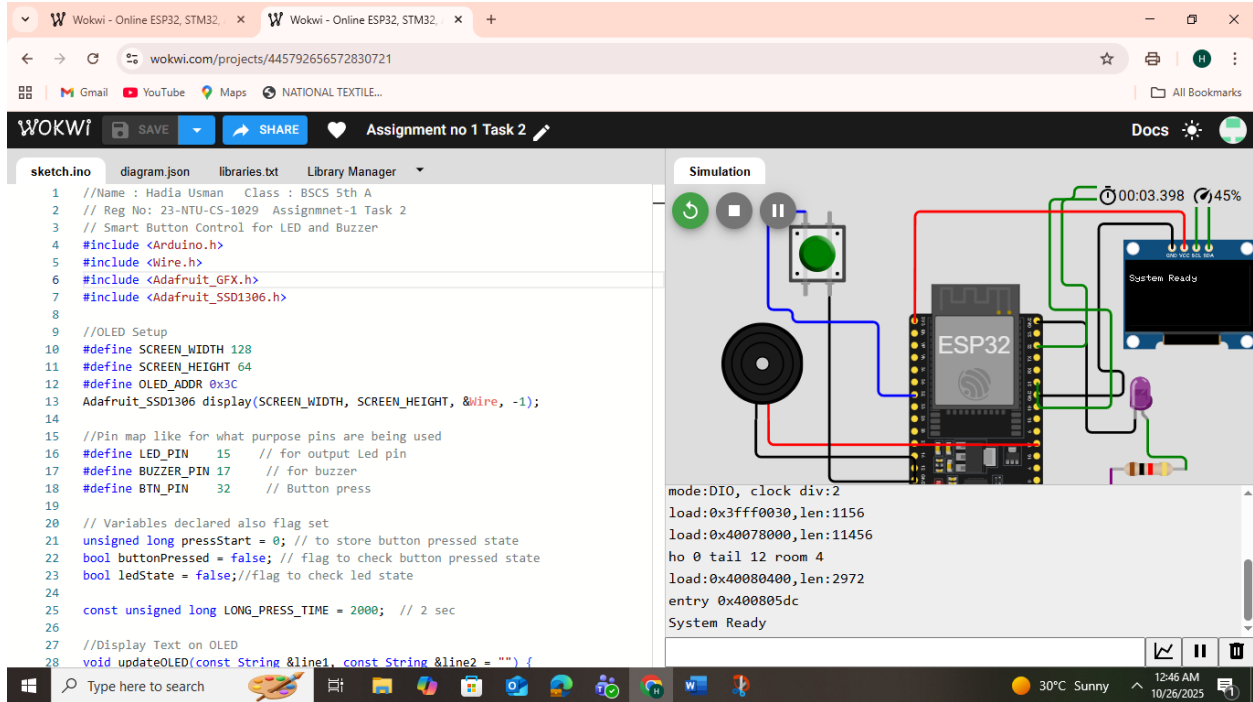 Wokwi - Online ESP32, STM32,
Wokwi - Online ESP32, STM32,
wokwi.com/projects/445792656572830721
H
Gmail
YouTube
Maps
NATIONAL TEXTILE...
All Bookmarks
WOKWi
SAVE
SHARE
Assignment no 1 Task 2
Docs
sketch.ino
diagram.json
libraries.txt
Library Manager
1 //Name : Hadia Usman   Class : BSCS 5th A
2 // Reg No: 23-NTU-CS-1029  Assignmnet-1 Task 2
3 // Smart Button Control for LED and Buzzer
4 #include <Arduino.h>
5 #include <Wire.h>
6 #include <Adafruit_GFX.h>
7 #include <Adafruit_SSD1306.h>
8
9 //OLED Setup
10 #define SCREEN_WIDTH 128
11 #define SCREEN_HEIGHT 64
12 #define OLED_ADDR 0x3C
13 Adafruit_SSD1306 display(SCREEN_WIDTH, SCREEN_HEIGHT, &Wire, -1);
14
15 //Pin map like for what purpose pins are being used
16 #define LED_PIN    15    // for output Led pin
17 #define BUZZER_PIN 17     // for buzzer
18 #define BTN_PIN    32     // Button press
19
20 // Variables declared also flag set
21 unsigned long pressStart = 0; // to store button pressed state
22 bool buttonPressed = false; // flag to check button pressed state
23 bool ledState = false;//flag to check led state
24
25 const unsigned long LONG_PRESS_TIME = 2000;  // 2 sec
26
27 //Display Text on OLED
28 void updateOLED(const String &line1, const String &line2 = "") {
Simulation
00:03.398
45%
GND VCC SCL SDA
System Ready
ESP32
mode:DIO, clock div:2
load:0x3fff0030,len:1156
load:0x40078000,len:11456
ho 0 tail 12 room 4
load:0x40080400,len:2972
entry 0x400805dc
System Ready
Type here to search
30°C Sunny
12:46 AM
10/26/2025
1